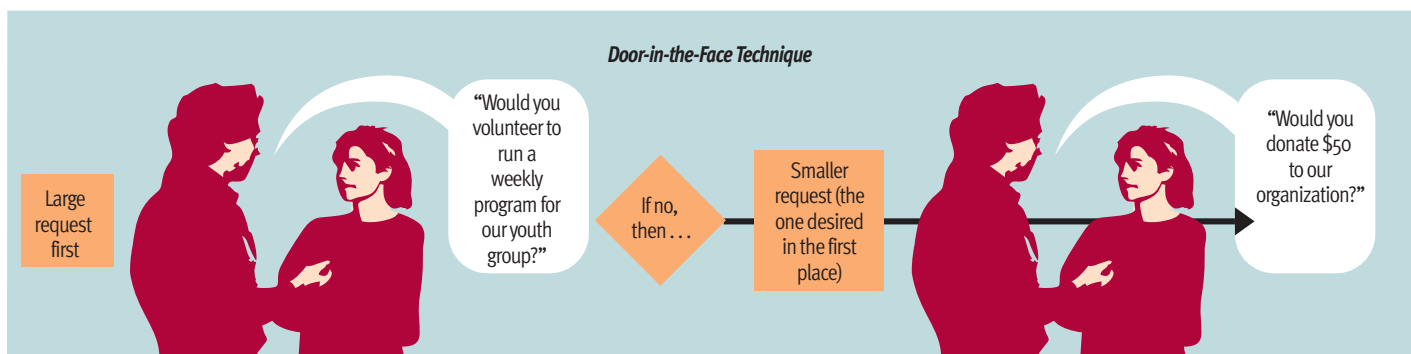 Door-in-the-Face Technique
Large
request
first
“Would you
volunteer to
run a
weekly
program for
our youth
group?”
If no,
then . . .
Smaller
request (the
one desired
in the first
place)
“Would you
donate $50
to our
organization?”